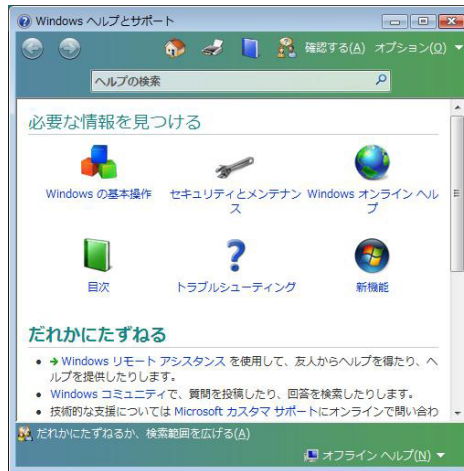 Windows ヘルプとサポート
確認する(A) オプション(O)
ヘルプの検索
必要な情報を見つける
Windows の基本操作
セキュリティとメンテナン
ス
Windows オンライン ヘル
プ
目次
トラブルシューティング
新機能
だれかにたずねる
• Windows リモート アシスタンス を使用して、友人からヘルプを得たり、ヘ
ルプを提供したりします。
• Windows コミュニティで、質問を投稿したり、回答を検索したりします。
• 技術的な支援については Microsoft カスタマ サポートにオンラインで問い合わ
だれかにたずねるか、検索範囲を広げる(A)
オフライン ヘルプ(N)